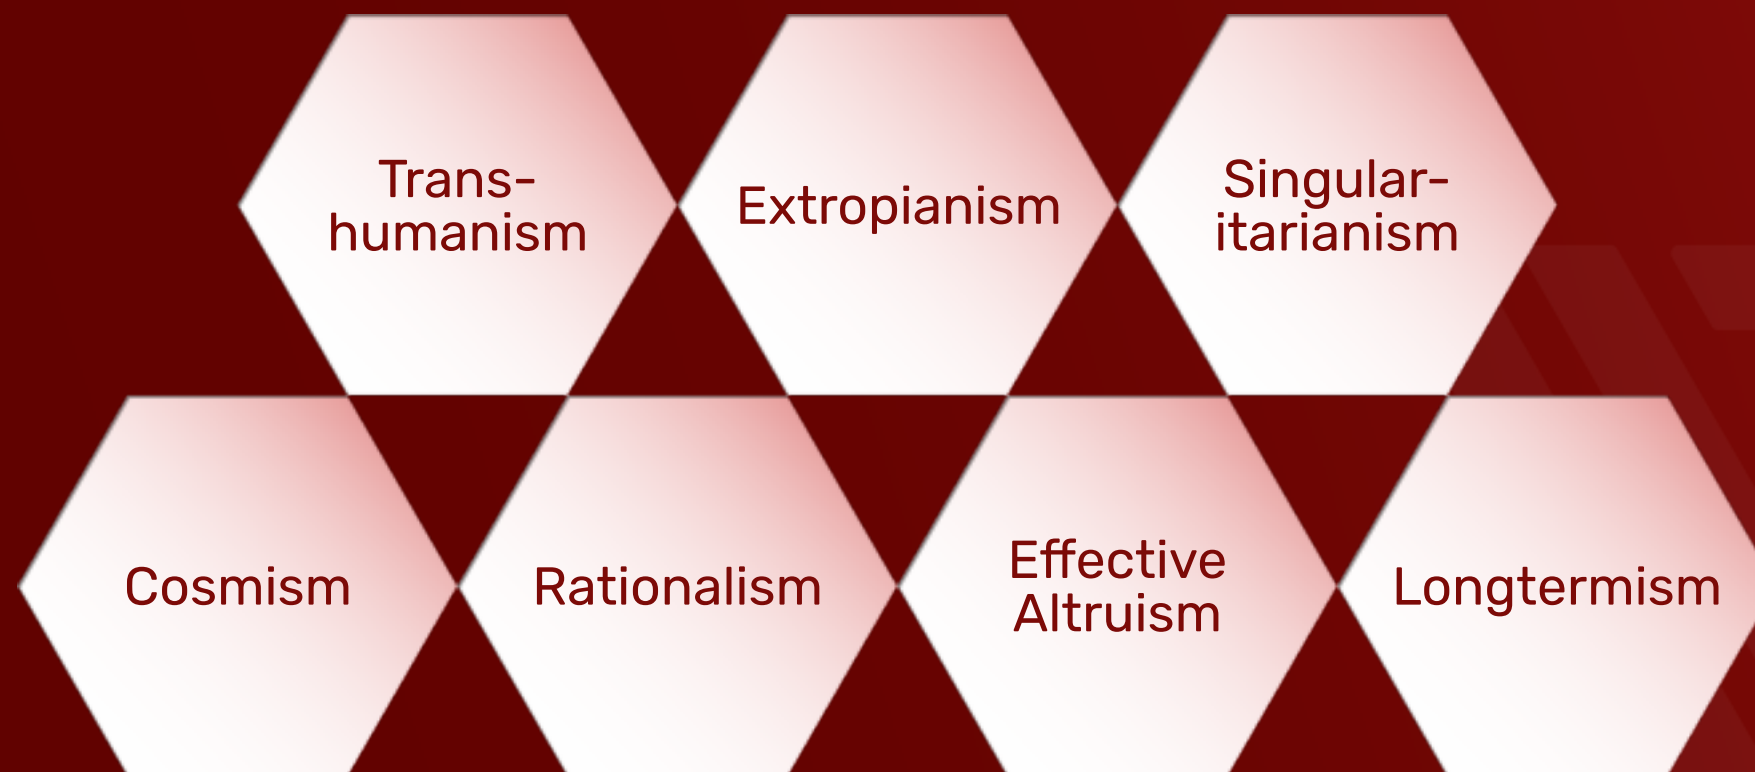 Trans-
humanism
Extropianism
Singular-
itarianism
Cosmism
Rationalism
Effective
Altruism
Longtermism